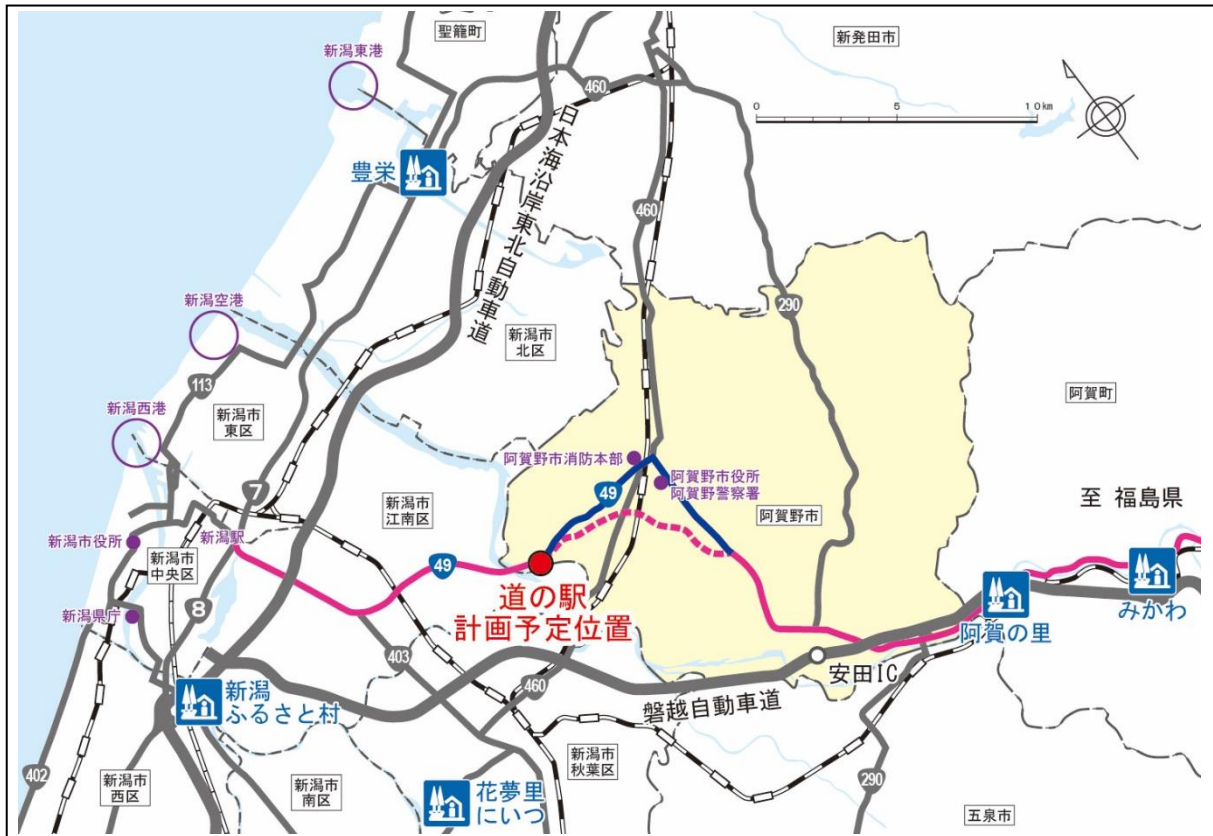 聖籠町
新発田市
新潟東港
460
0
5
10km
日本海沿岸東北自動車道
豊栄
460
290
新潟空港
新潟市
北区
113
新潟西港
新潟市
東区
阿賀町
阿賀野市消防本部
阿賀野市役所
阿賀野警察署
7
49
新潟市
江南区
阿賀野市
至 福島県
新潟市役所
新潟駅
新潟市
中央区
49
道の駅
計画予定位置
みかわ
8
新潟県庁
阿賀の里
403
安田IC
460
新潟
ふるさと村
磐越自動車道
402
新潟市
西区
新潟市
南区
花夢里
にいつ
新潟市
秋葉区
290
五泉市